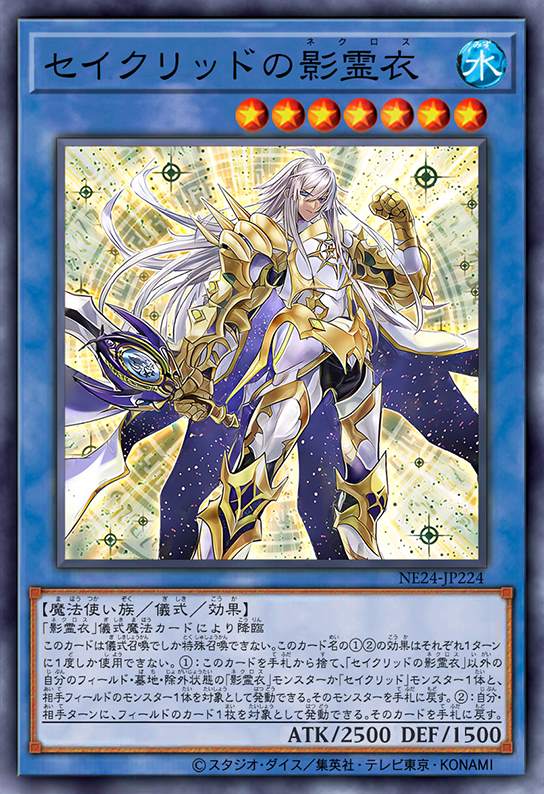 セイクリッドの影霊衣
ネクロス
水
みず
NE24-JP224
【魔法使い族／儀式／効果】
「影霊衣」儀式魔法カードにより降臨
このカードは儀式召喚でしか特殊召喚できない。このカード名の①②の効果はそれぞれ1ターン
に1度しか使用できない。①：このカードを手札から捨て、「セイクリッドの影霊衣」以外の
自分のフィールド・墓地・除外状態の「影霊衣」モンスターか「セイクリッド」モンスター1体と、
相手フィールドのモンスター1体を対象として発動できる。そのモンスターを手札に戻す。②：自分・
相手ターンに、フィールドのカード1枚を対象として発動できる。そのカードを手札に戻す。
ATK/2500 DEF/1500
©スタジオ・ダイス／集英社・テレビ東京・KONAMI